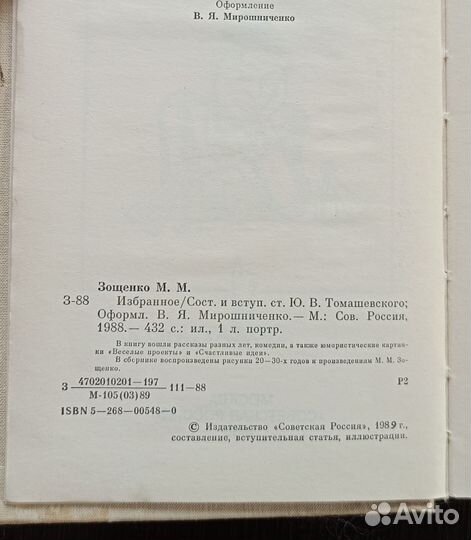 Оформление
В. Я. Мирошниченко
Зощенко М. М.
З-88 Избранное/Сост. и вступ. ст. Ю. В. Томашевского;
Оформл. В. Я. Мирошниченко.— М.: Сов. Россия,
1988.— 432 с.: ил., 1 л. портр.
В книгу вошли рассказы разных лет, комедии, а также юмористические картин-
ки «Веселые проекты» и «Счастливые идеи».
В сборнике воспроизведены рисунки 20—30-х годов к произведениям М. М. Зо-
щенко.
З 4702010201—197 111—88 Р2
М-105(03)89
ISBN 5—268—00548—0
© Издательство «Советская Россия», 1989 г.,
составление, вступительная статья, иллюстрации.
Avito